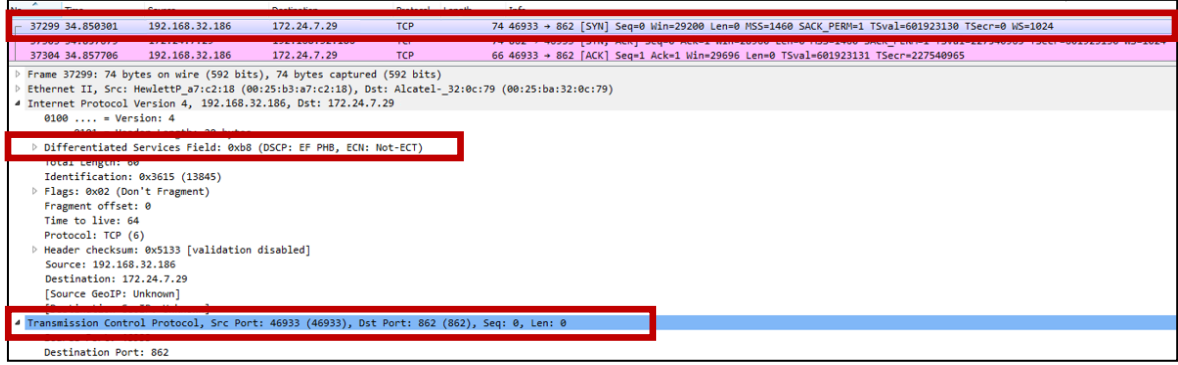 No. Time Source Destination Protocol Length Info
37299 34.850301 192.168.32.186 172.24.7.29 TCP 74 46933 → 862 [SYN] Seq=0 Win=29200 Len=0 MSS=1460 SACK_PERM=1 TSval=601923130 TSecr=0 WS=1024
37304 34.857706 192.168.32.186 172.24.7.29 TCP 66 46933 → 862 [ACK] Seq=1 Ack=1 Win=29696 Len=0 TSval=601923131 TSecr=227540965
Frame 37299: 74 bytes on wire (592 bits), 74 bytes captured (592 bits)
Ethernet II, Src: HewlettP_a7:c2:18 (00:25:b3:a7:c2:18), Dst: Alcatel-_32:0c:79 (00:25:ba:32:0c:79)
Internet Protocol Version 4, 192.168.32.186, Dst: 172.24.7.29
0100 .... = Version: 4
Differentiated Services Field: 0xb8 (DSCP: EF PHB, ECN: Not-ECT)
Total Length: 60
Identification: 0x3615 (13845)
Flags: 0x02 (Don't Fragment)
Fragment offset: 0
Time to live: 64
Protocol: TCP (6)
Header checksum: 0x5133 [validation disabled]
Source: 192.168.32.186
Destination: 172.24.7.29
[Source GeoIP: Unknown]
Transmission Control Protocol, Src Port: 46933 (46933), Dst Port: 862 (862), Seq: 0, Len: 0
Destination Port: 862